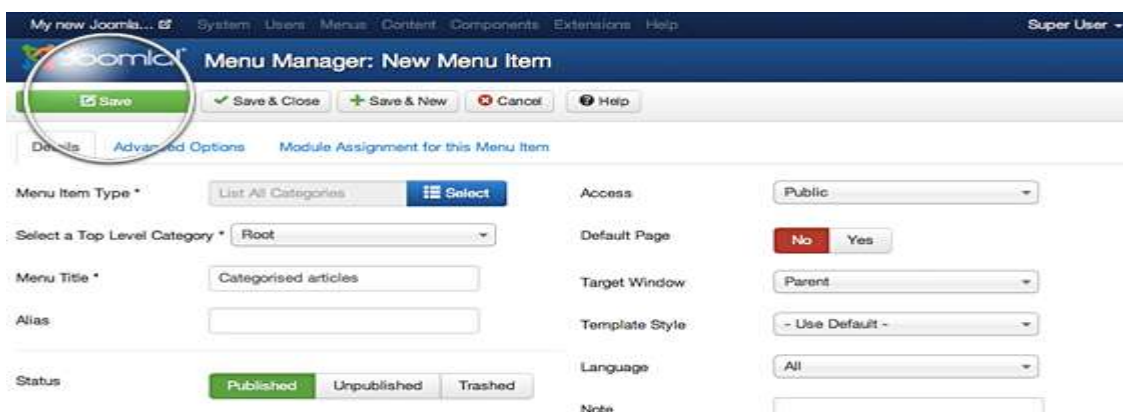 My new Joomla... System Users Menus Content Components Extensions Help Super User
Joomla! Menu Manager: New Menu Item
Save Save & Close Save & New Cancel Help
Details Advanced Options Module Assignment for this Menu Item
Menu Item Type * List All Categories Select Access Public
Select a Top Level Category * Root Default Page No Yes
Menu Title * Categorised articles Target Window Parent
Alias Template Style - Use Default -
Language All
Status Published Unpublished Trashed
Note